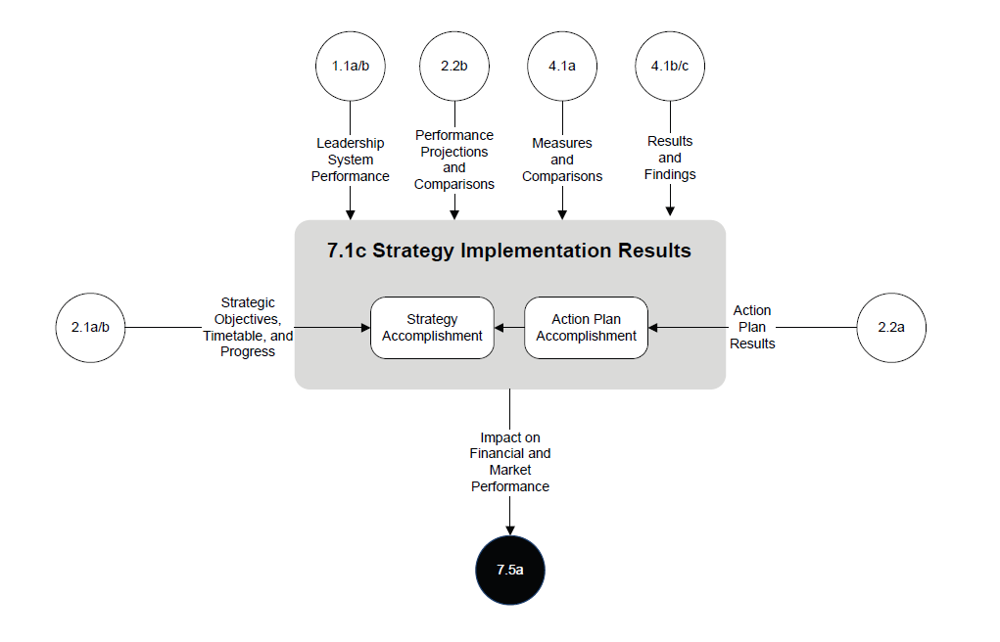 1.1a/b
2.2b
4.1a
4.1b/c
Leadership
System
Performance
Performance
Projections
and
Comparisons
Measures
and
Comparisons
Results
and
Findings
7.1c Strategy Implementation Results
2.1a/b
Strategic
Objectives,
Timetable, and
Progress
Strategy
Accomplishment
Action Plan
Accomplishment
Action
Plan
Results
2.2a
Impact on
Financial and
Market
Performance
7.5a